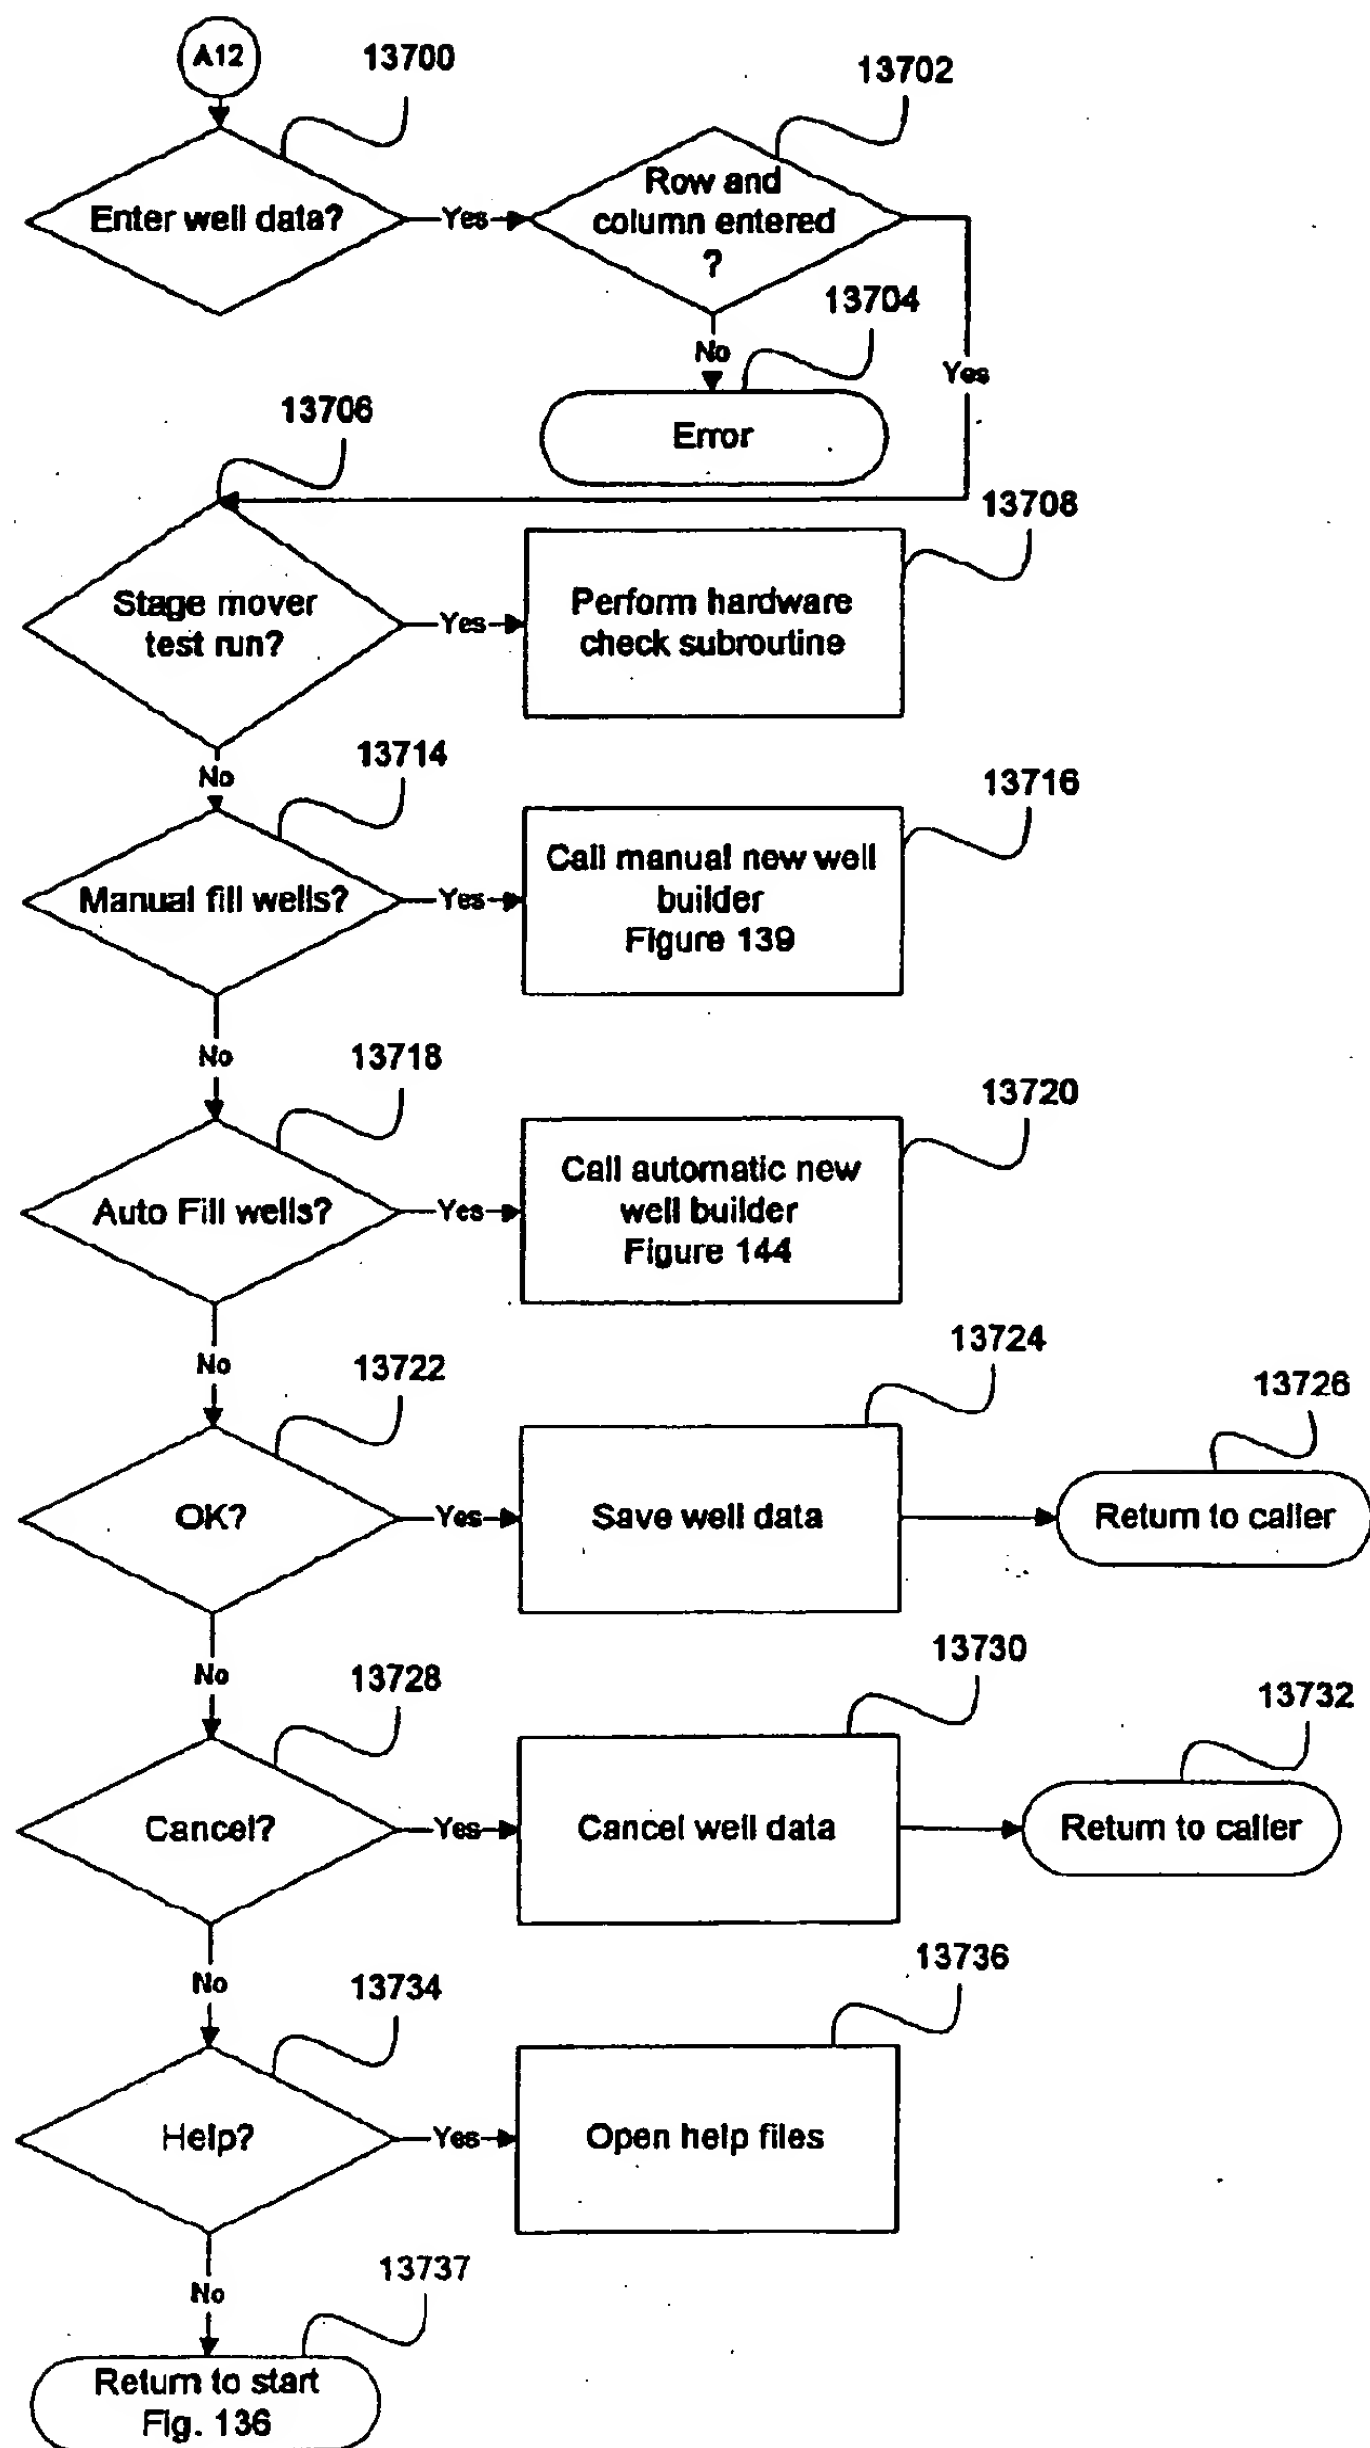 A12
13700
13702
Enter well data?
Yes
Row and
column entered
?
13704
No
Yes
Error
13706
13708
Stage mover
test run?
Yes
Perform hardware
check subroutine
No
13714
13716
Manual fill wells?
Yes
Call manual new well
builder
Figure 139
No
13718
13720
Auto Fill wells?
Yes
Call automatic new
well builder
Figure 144
No
13722
13724
13726
OK?
Yes
Save well data
Return to caller
No
13728
13730
13732
Cancel?
Yes
Cancel well data
Return to caller
No
13734
13736
Help?
Yes
Open help files
No
13737
Return to start
Fig. 136